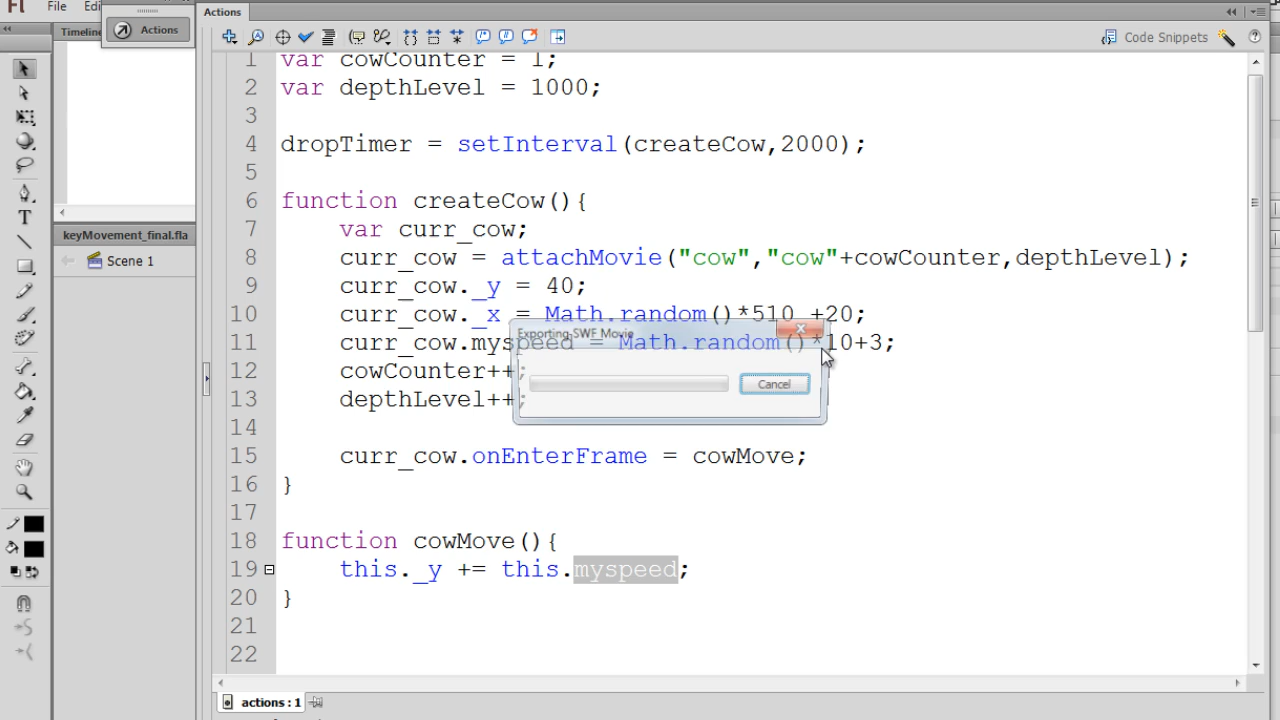 Fl File Edi
Actions
Timeline
Actions
Code Snippets
keyMovement_final.fla
Scene 1
1 var cowCounter = 1;
2 var depthLevel = 1000;
3
4 dropTimer = setInterval(createCow,2000);
5
6 function createCow(){
7 var curr_cow;
8 curr_cow = attachMovie("cow","cow"+cowCounter,depthLevel);
9 curr_cow._y = 40;
10 curr_cow._x = Math.random()*510 +20;
Exporting SWF Movie
11 curr_cow.myspeed = Math.random()*10+3;
12 cowCounter++;
Cancel
13 depthLevel++;
14
15 curr_cow.onEnterFrame = cowMove;
16 }
17
18 function cowMove(){
19 this._y += this.myspeed;
20 }
21
22
actions : 1